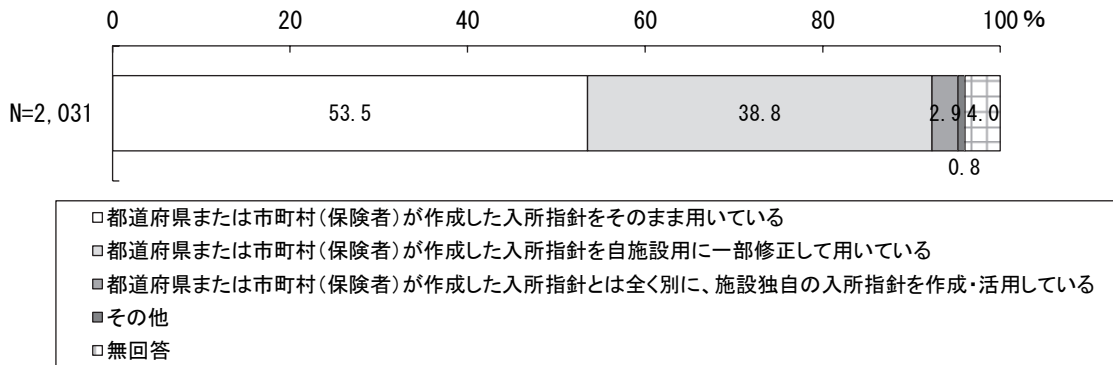 0 20 40 60 80 100 %
N=2,031 53.5 38.8 2.9 4.0
0.8
□都道府県または市町村(保険者)が作成した入所指針をそのまま用いている
□都道府県または市町村(保険者)が作成した入所指針を自施設用に一部修正して用いている
■都道府県または市町村(保険者)が作成した入所指針とは全く別に、施設独自の入所指針を作成・活用している
■その他
□無回答